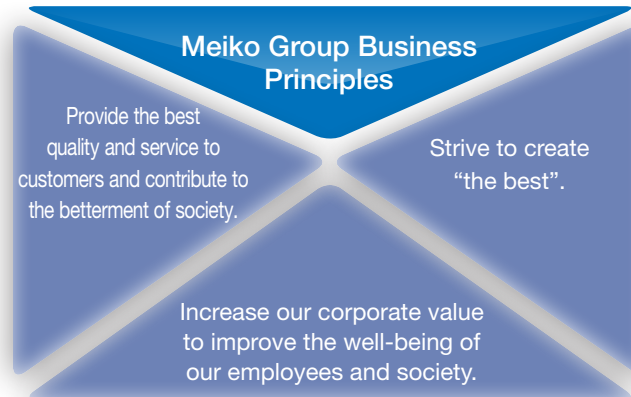 Meiko Group Business
Principles
Provide the best
quality and service to
customers and contribute to
the betterment of society.
Strive to create
“the best”.
Increase our corporate value
to improve the well-being of
our employees and society.